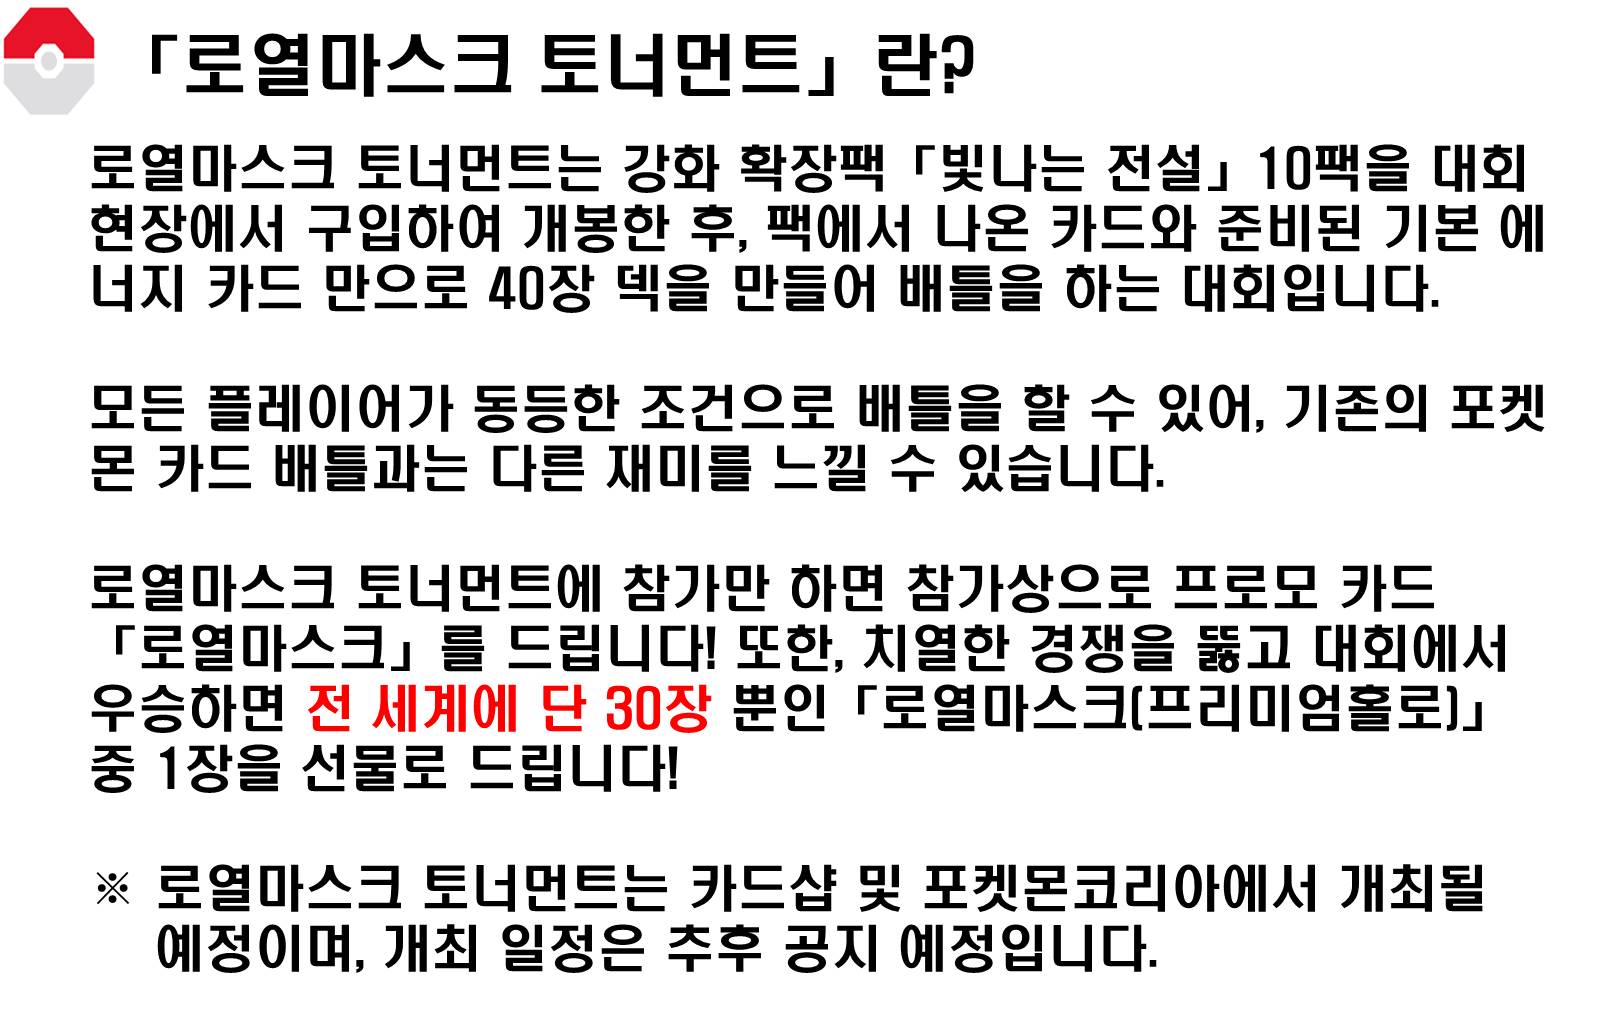 「로열마스크 토너먼트」란?
로열마스크 토너먼트는 강화 확장팩「빛나는 전설」10팩을 대회
현장에서 구입하여 개봉한 후, 팩에서 나온 카드와 준비된 기본 에
너지 카드 만으로 40장 덱을 만들어 배틀을 하는 대회입니다.
모든 플레이어가 동등한 조건으로 배틀을 할 수 있어, 기존의 포켓
몬 카드 배틀과는 다른 재미를 느낄 수 있습니다.
로열마스크 토너먼트에 참가만 하면 참가상으로 프로모 카드
「로열마스크」를 드립니다! 또한, 치열한 경쟁을 뚫고 대회에서
우승하면 전 세계에 단 30장 뿐인「로열마스크(프리미엄홀로)」
중 1장을 선물로 드립니다!
※ 로열마스크 토너먼트는 카드샵 및 포켓몬코리아에서 개최될
예정이며, 개최 일정은 추후 공지 예정입니다.